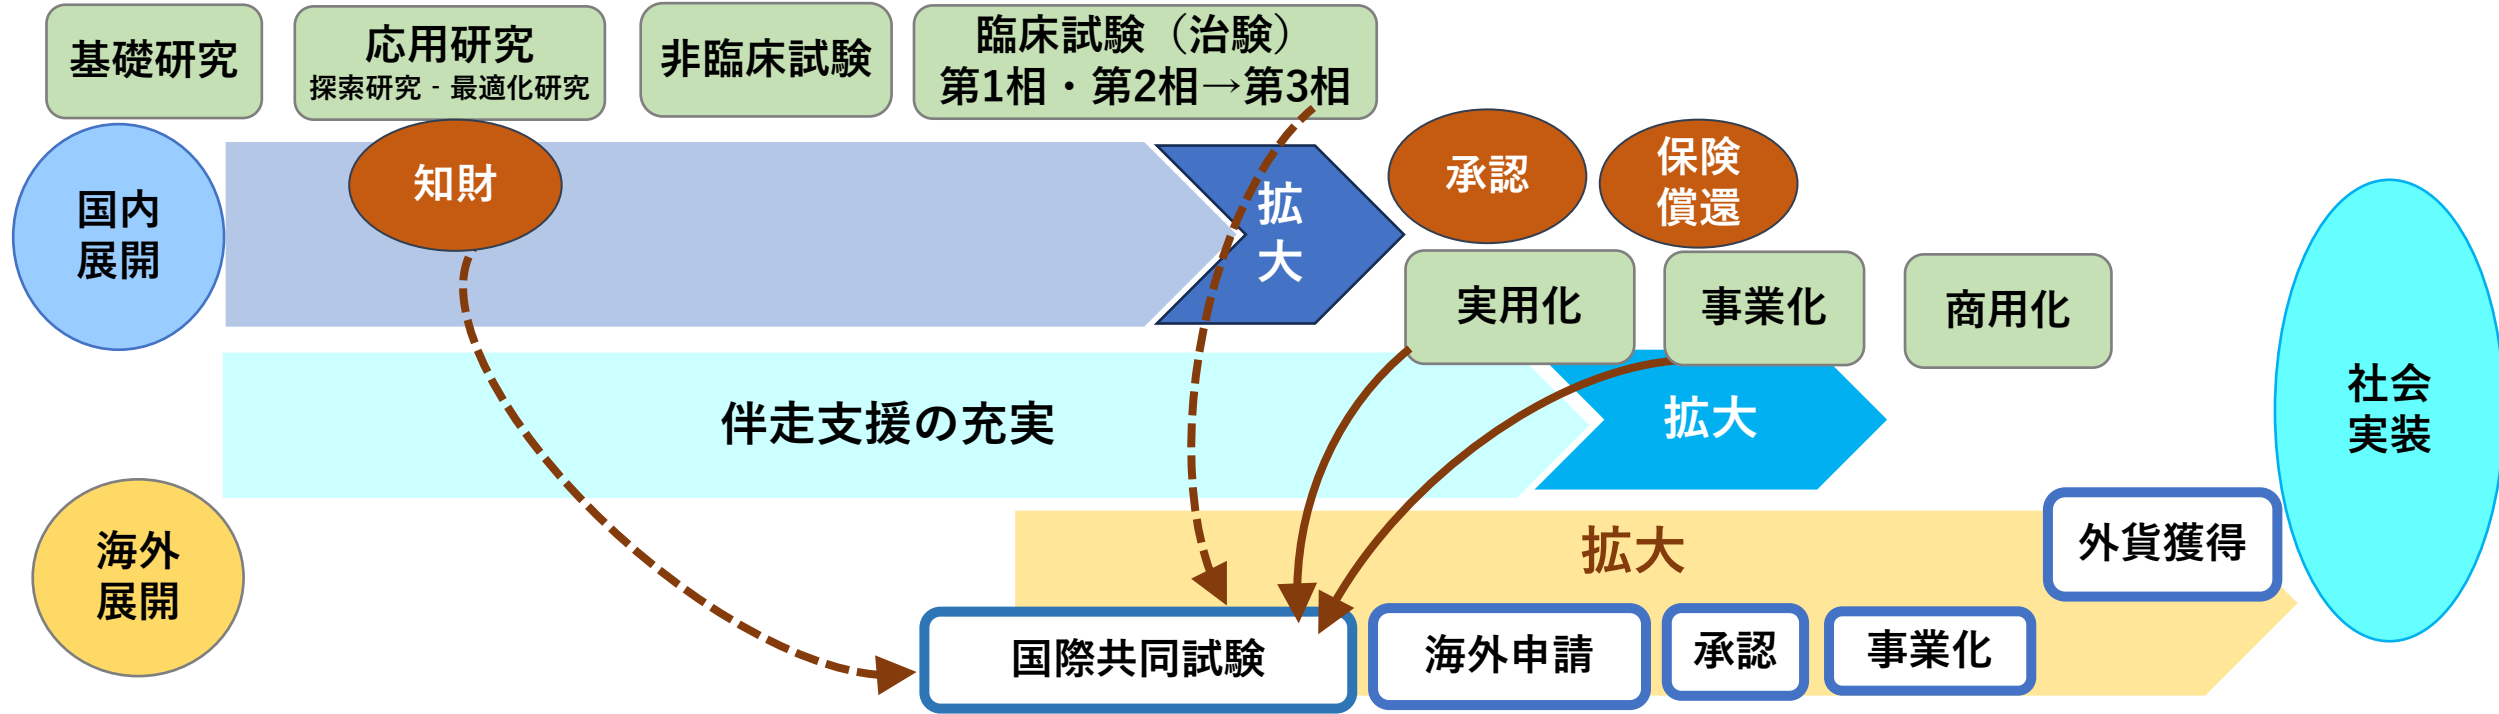 基礎研究
応用研究
探索研究 - 最適化研究
非臨床試験
臨床試験（治験）
第1相・第2相→第3相
知財
承認
保険
償還
国内
展開
拡
大
実用化
事業化
商用化
伴走支援の充実
拡大
社会
実装
海外
展開
拡大
外貨獲得
国際共同試験
海外申請
承認
事業化